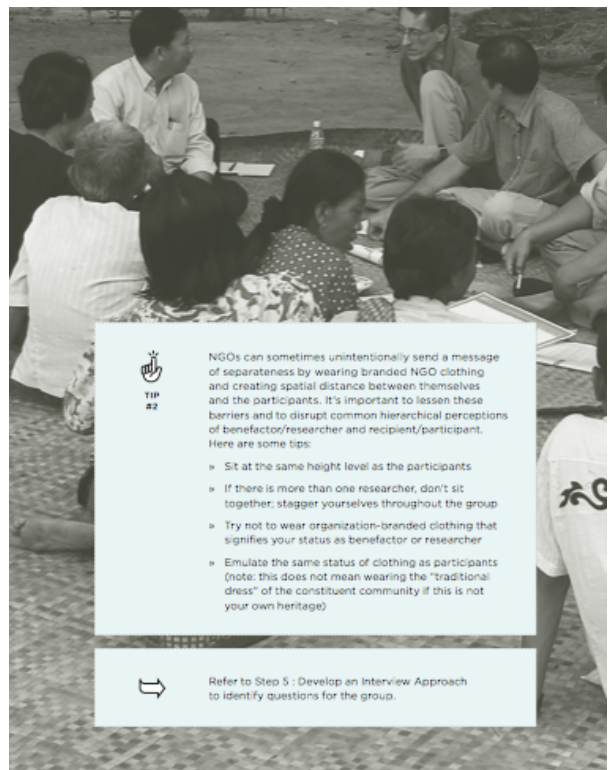 TIP
#2
NGOs can sometimes unintentionally send a message
of separateness by wearing branded NGO clothing
and creating spatial distance between themselves
and the participants. It's important to lessen these
barriers and to disrupt common hierarchical perceptions
of benefactor/researcher and recipient/participant.
Here are some tips:
» Sit at the same height level as the participants
» If there is more than one researcher, don't sit
together; stagger yourselves throughout the group
» Try not to wear organization-branded clothing that
signifies your status as benefactor or researcher
» Emulate the same status of clothing as participants
(note: this does not mean wearing the "traditional
dress" of the constituent community if this is not
your own heritage)
Refer to Step 5 : Develop an Interview Approach
to identify questions for the group.